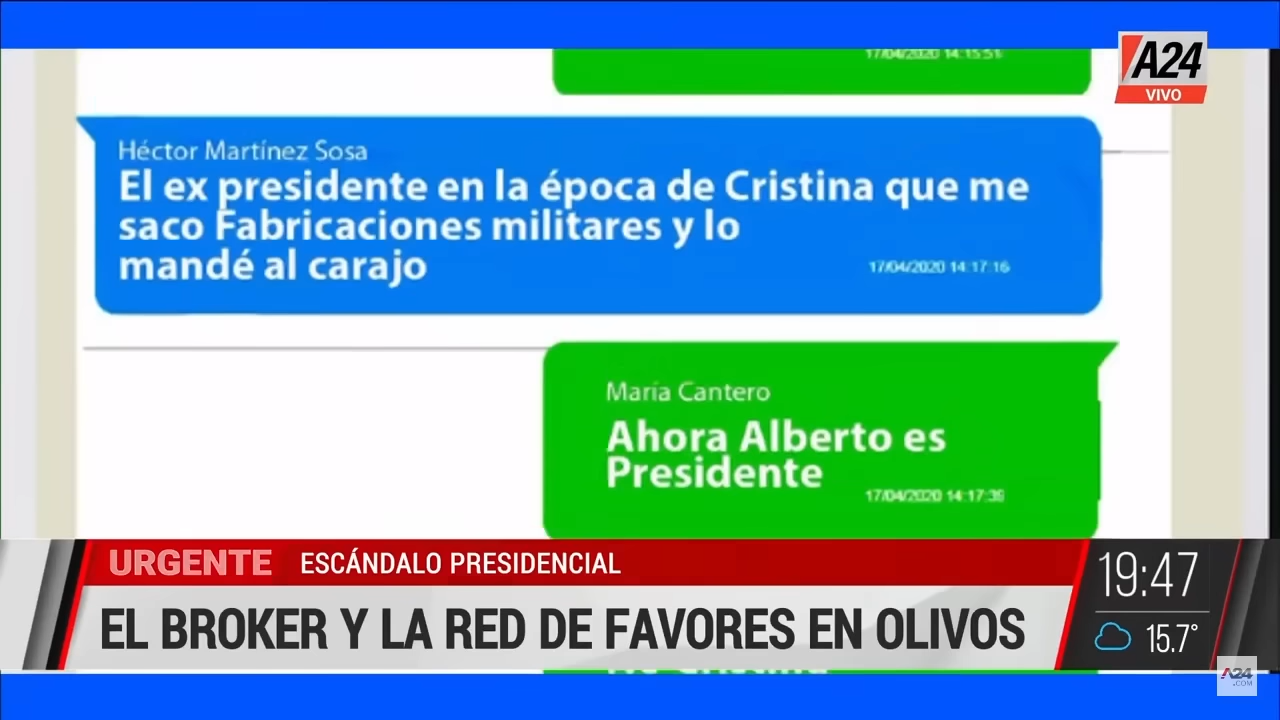 17/04/2020 14:15:51
A24
VIVO
Héctor Martínez Sosa
El ex presidente en la época de Cristina que me
saco Fabricaciones militares y lo
mandé al carajo
17/04/2020 14:17:16
María Cantero
Ahora Alberto es
Presidente
17/04/2020 14:17:39
URGENTE ESCÁNDALO PRESIDENCIAL
19:47
EL BROKER Y LA RED DE FAVORES EN OLIVOS
15.7°
A24
.COM